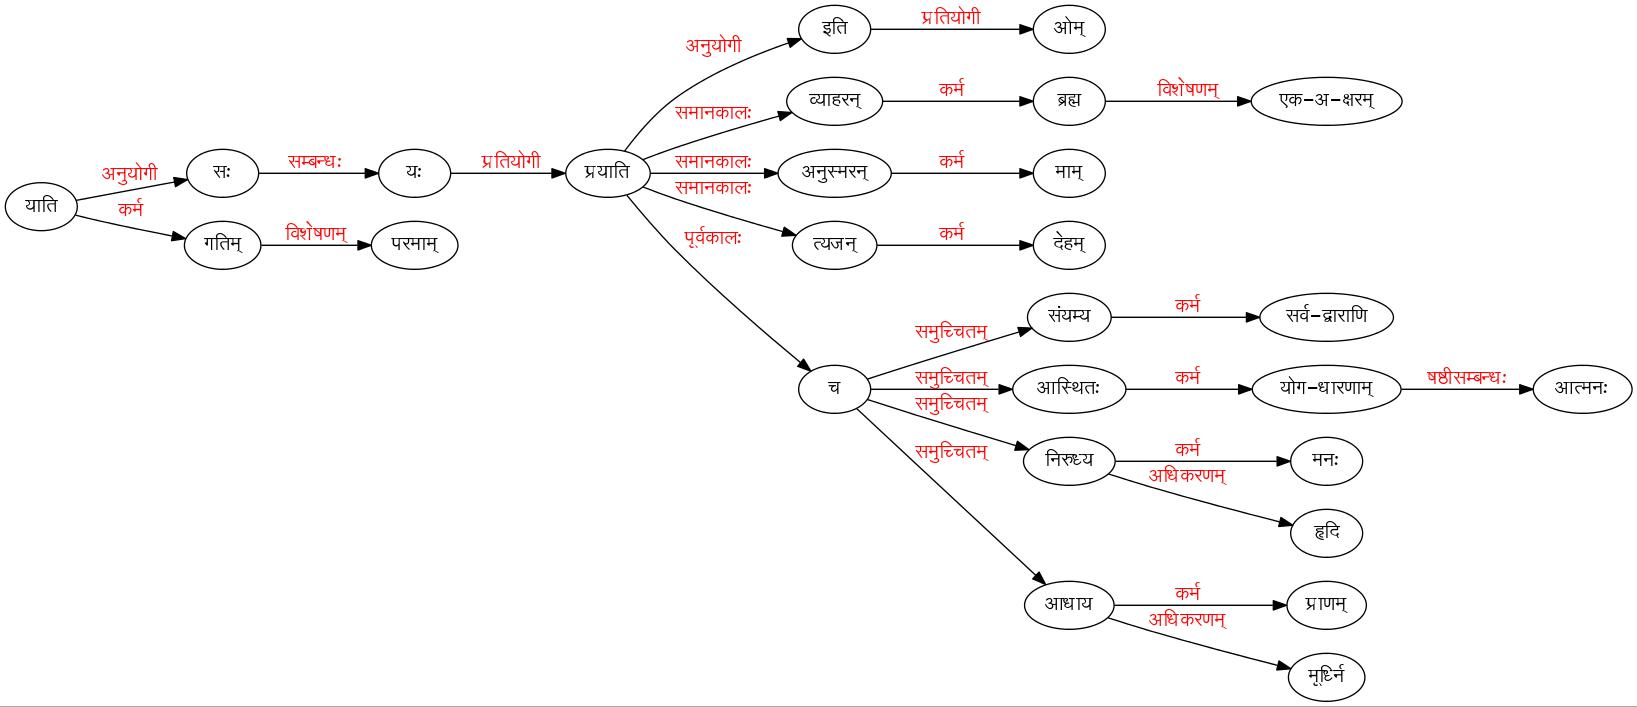 इति
प्रतियोगी
ओम्
अनुयोगी
व्याहरन्
कर्म
ब्रह्म
विशेषणम्
एक-अ-क्षरम्
समानकालः
याति
अनुयोगी
सः
सम्बन्धः
यः
प्रतियोगी
प्रयाति
समानकालः
अनुस्मरन्
कर्म
माम्
कर्म
गतिम्
विशेषणम्
परमाम्
समानकालः
त्यजन्
कर्म
देहम्
पूर्वकालः
च
समुच्चितम्
संयम्य
कर्म
सर्व-द्वाराणि
समुच्चितम्
आस्थितः
कर्म
योग-धारणाम्
षष्ठीसम्बन्धः
आत्मनः
समुच्चितम्
निरुध्य
कर्म
मनः
अधिकरणम्
हृदि
समुच्चितम्
आधाय
कर्म
प्राणम्
अधिकरणम्
मूर्ध्नि